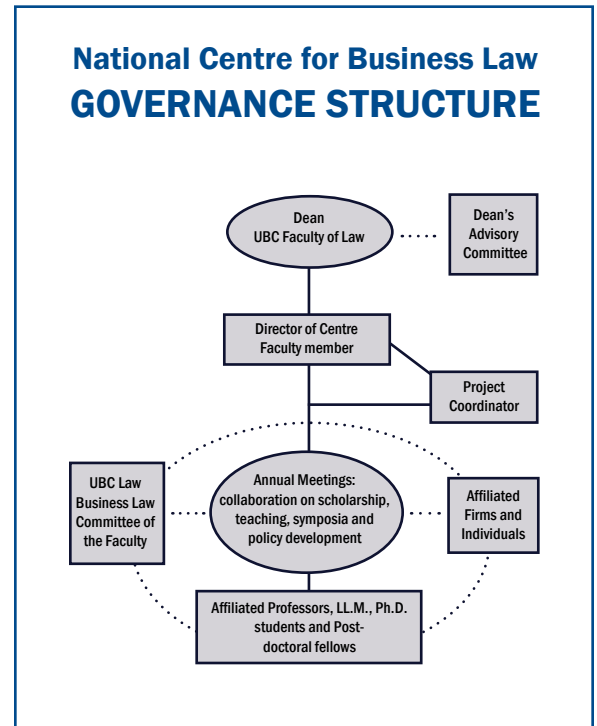 National Centre for Business Law
GOVERNANCE STRUCTURE
Dean
UBC Faculty of Law
Dean's
Advisory
Committee
Director of Centre
Faculty member
Project
Coordinator
UBC Law
Business Law
Committee of
the Faculty
Annual Meetings:
collaboration on scholarship,
teaching, symposia and
policy development
Affiliated
Firms and
Individuals
Affiliated Professors, LL.M., Ph.D.
students and Post-
doctoral fellows